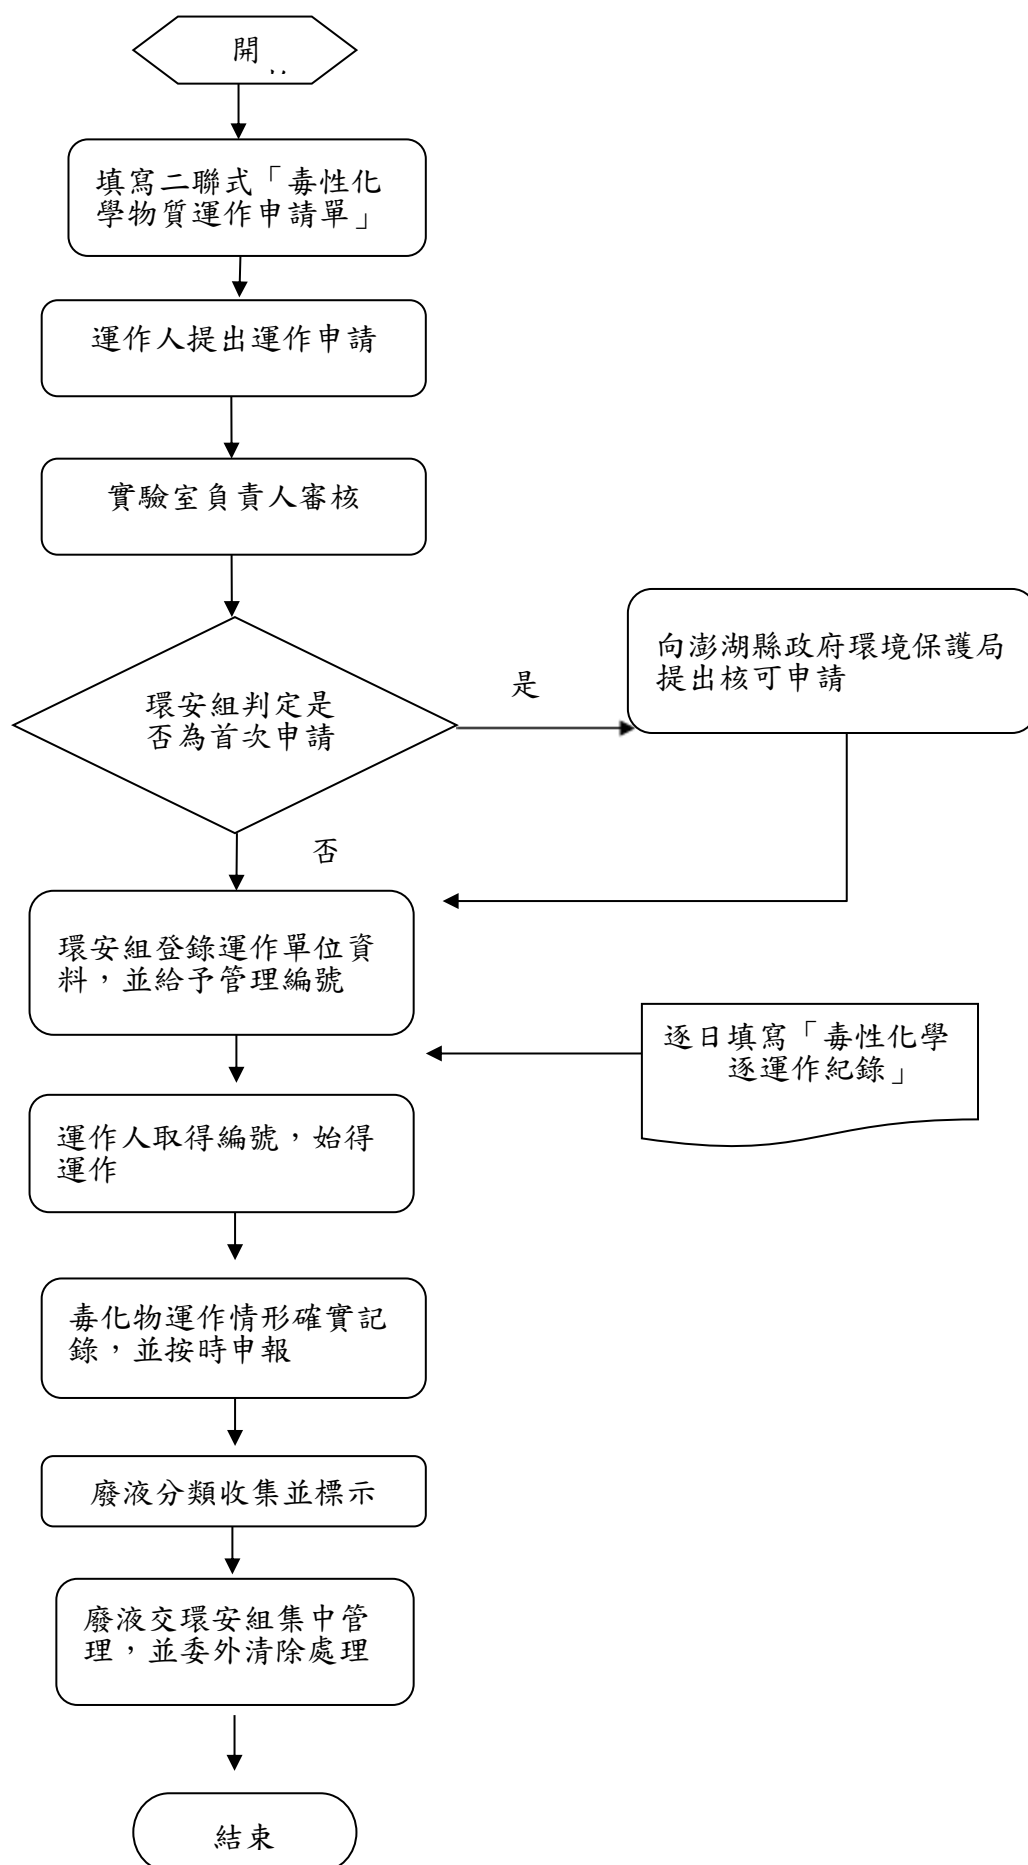 開
填寫二聯式「毒性化
學物質運作申請單」
運作人提出運作申請
實驗室負責人審核
環安組判定是
否為首次申請
是
向澎湖縣政府環境保護局
提出核可申請
否
環安組登錄運作單位資
料，並給予管理編號
逐日填寫「毒性化學
逐運作紀錄」
運作人取得編號，始得
運作
毒化物運作情形確實記
錄，並按時申報
廢液分類收集並標示
廢液交環安組集中管
理，並委外清除處理
結束